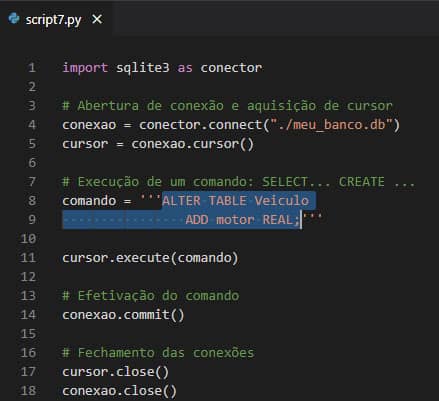 script7.py
1 import sqlite3 as conector
2
3 # Abertura de conexão e aquisição de cursor
4 conexao = conector.connect("./meu_banco.db")
5 cursor = conexao.cursor()
6
7 # Execução de um comando: SELECT... CREATE ...
8 comando = '''ALTER TABLE Veiculo
9 ADD motor REAL;'''
10
11 cursor.execute(comando)
12
13 # Efetivação do comando
14 conexao.commit()
15
16 # Fechamento das conexões
17 cursor.close()
18 conexao.close()